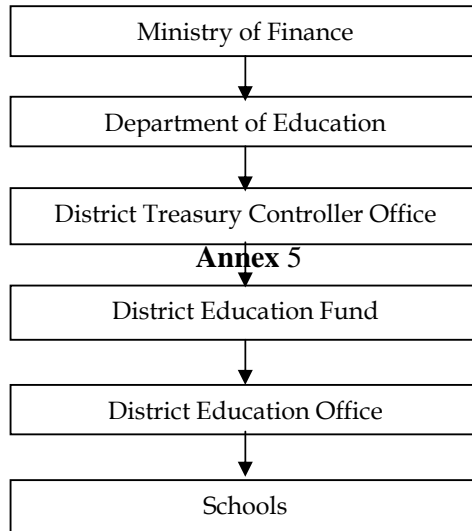 Ministry of Finance
Department of Education
District Treasury Controller Office
Annex 5
District Education Fund
District Education Office
Schools